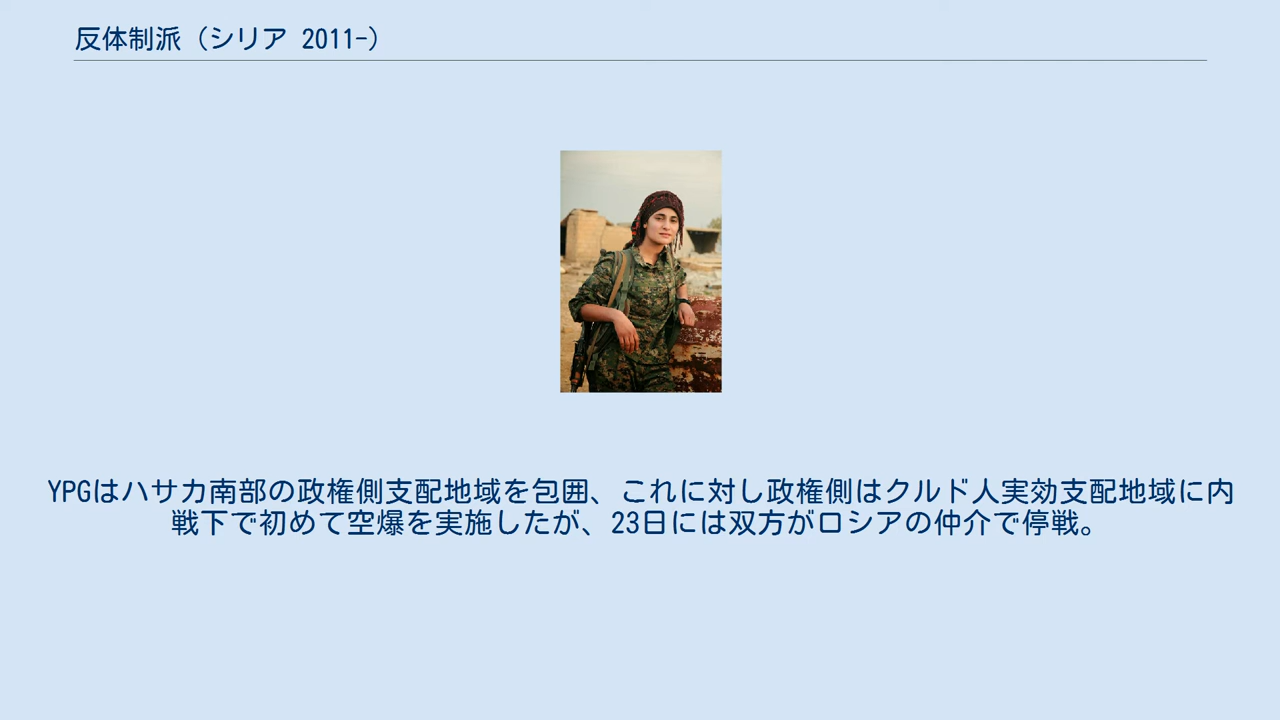 反体制派（シリア 2011-）
YPGはハサカ南部の政権側支配地域を包囲、これに対し政権側はクルド人実効支配地域に内
戦下で初めて空爆を実施したが、23日には双方がロシアの仲介で停戦。